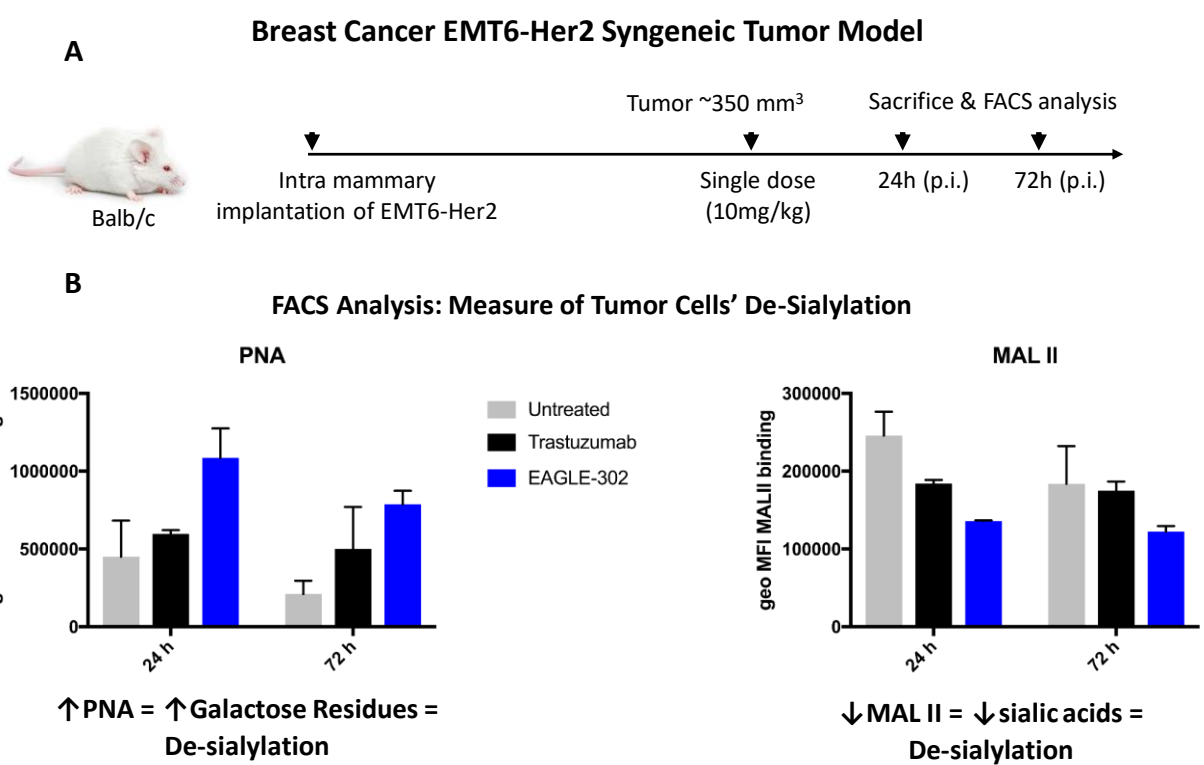 Breast Cancer EMT6-Her2 Syngeneic Tumor Model
A
Tumor ~350 mm³
Sacrifice & FACS analysis
Balb/c
Intra mammary
implantation of EMT6-Her2
Single dose
(10mg/kg)
24h (p.i.)
72h (p.i.)
B
FACS Analysis: Measure of Tumor Cells’ De-Sialylation
PNA
1500000
1000000
500000
0
24 h
72 h
Untreated
Trastuzumab
EAGLE-302
MAL II
geo MFI MALII binding
300000
200000
100000
0
24 h
72 h
↑PNA = ↑Galactose Residues =
De-sialylation
↓MAL II = ↓sialic acids =
De-sialylation